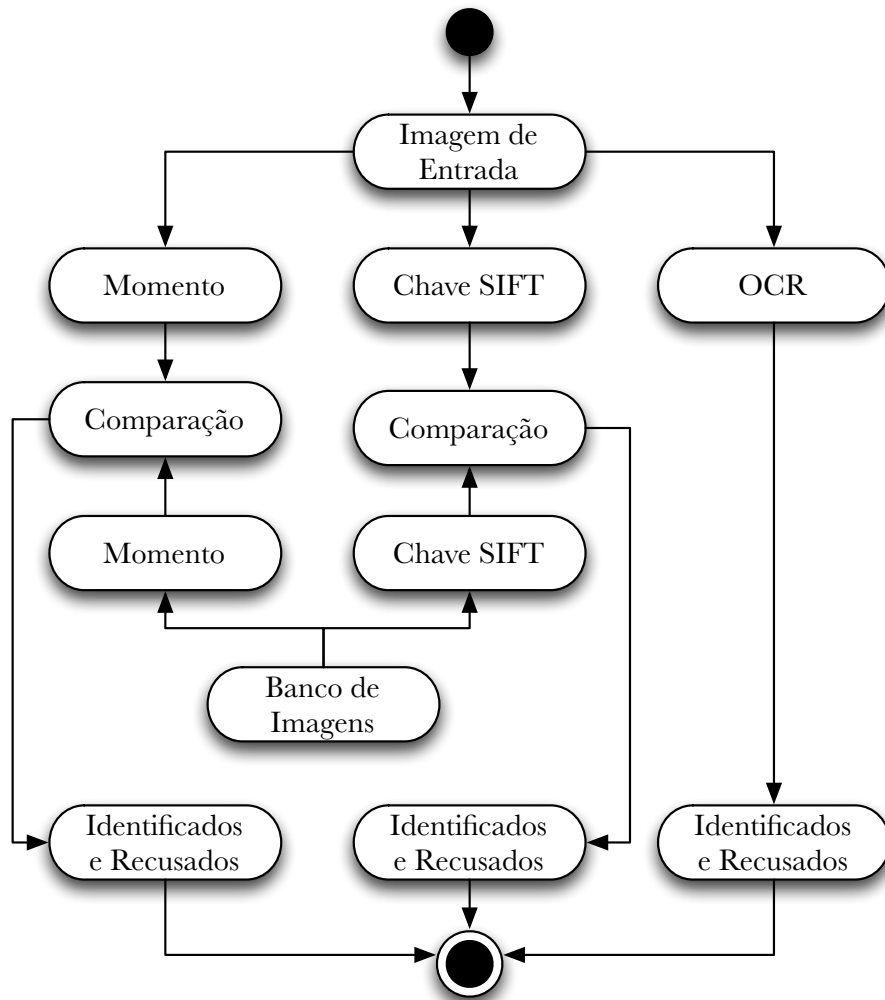 Imagem de
Entrada
Momento
Chave SIFT
OCR
Comparação
Comparação
Momento
Chave SIFT
Banco de
Imagens
Identificados
e Recusados
Identificados
e Recusados
Identificados
e Recusados